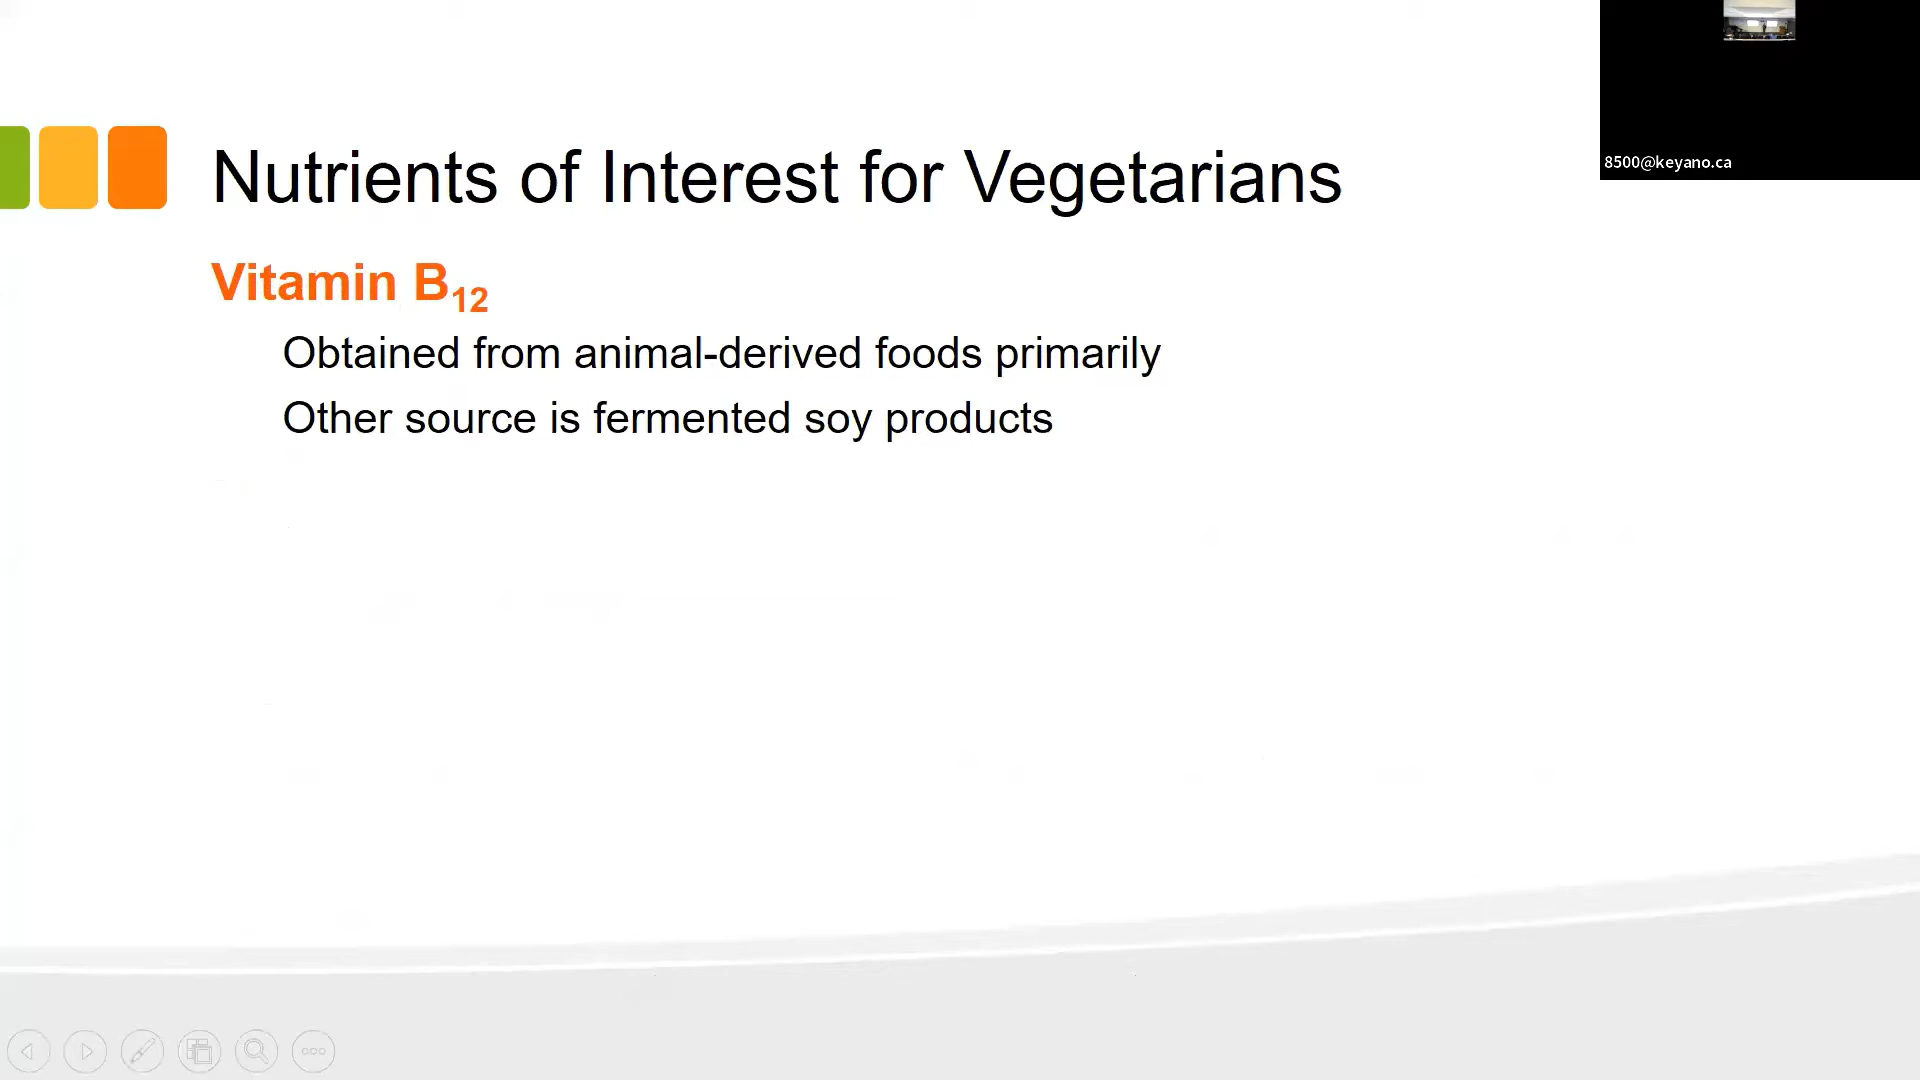 Nutrients of Interest for Vegetarians
8500@keyano.ca
Vitamin B12
Obtained from animal-derived foods primarily
Other source is fermented soy products